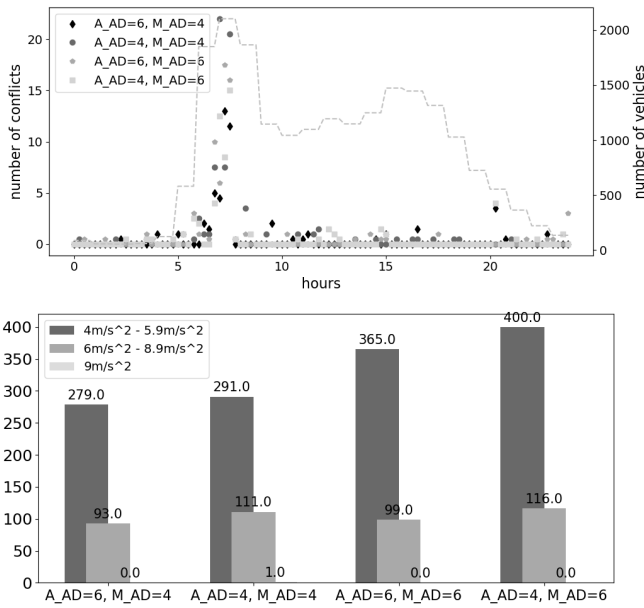 A_AD=6, M_AD=4
A_AD=4, M_AD=4
A_AD=6, M_AD=6
A_AD=4, M_AD=6
number of conflicts
20
15
10
5
0
number of vehicles
2000
1500
1000
500
0
0 5 10 15 20
hours
4m/s^2 - 5.9m/s^2
6m/s^2 - 8.9m/s^2
9m/s^2
400
350
300
250
200
150
100
50
0
279.0
93.0
0.0
291.0
111.0
1.0
365.0
99.0
0.0
400.0
116.0
0.0
A_AD=6, M_AD=4 A_AD=4, M_AD=4 A_AD=6, M_AD=6 A_AD=4, M_AD=6